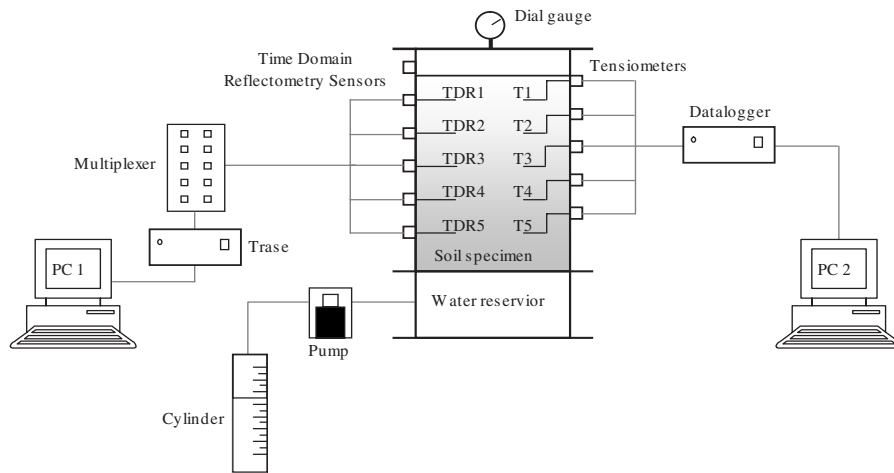 Dial gauge
Time Domain
Reflectometry Sensors
Tensiometers
TDR1 T1
TDR2 T2
TDR3 T3
TDR4 T4
TDR5 T5
Datalogger
Multiplexer
Trase
PC 1
PC 2
Soil specimen
Water reservior
Pump
Cylinder